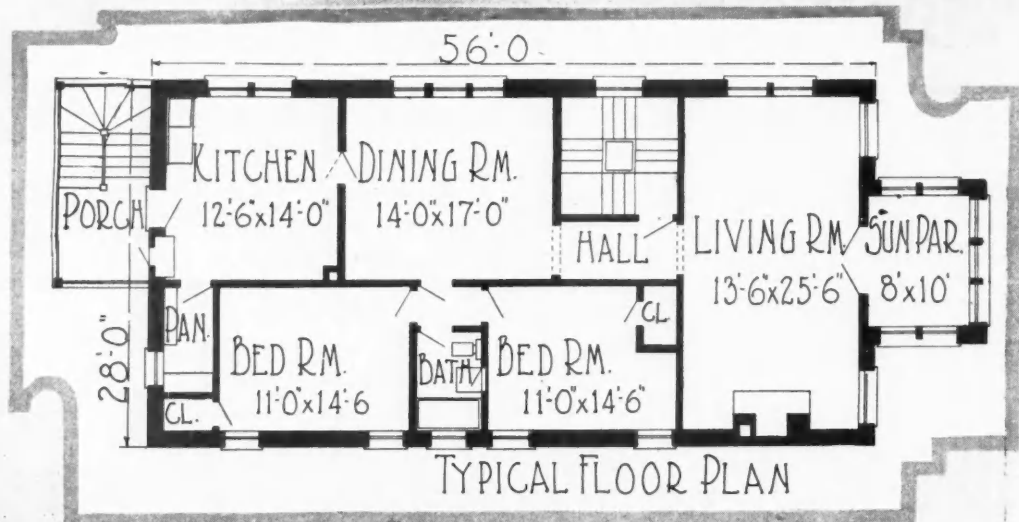 56'-0
KITCHEN
12'-6"x14'-0"
DINING RM.
14'-0"x17'-0"
PORCH
HALL
LIVING RM.
13'-6"x25'-6"
SUN PAR.
8'x10'
28'-0"
PAN.
BED RM.
11'-0"x14'-6
BATH
BED RM.
11'-0"x14'-6"
CL.
CL.
TYPICAL FLOOR PLAN